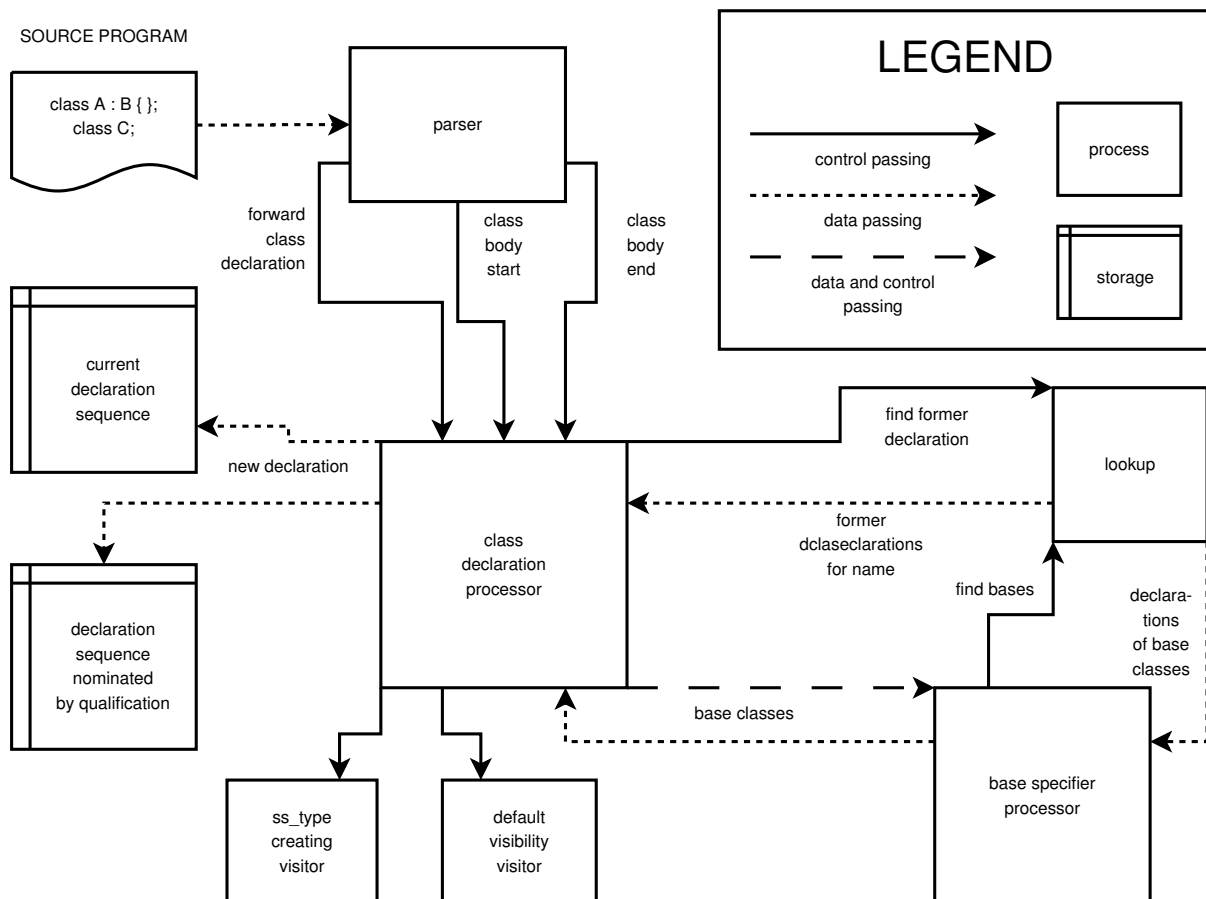 SOURCE PROGRAM
class A : B { };
class C;
parser
LEGEND
control passing
data passing
data and control
passing
process
storage
forward
class
declaration
class
body
start
class
body
end
current
declaration
sequence
new declaration
find former
declaration
lookup
class
declaration
processor
former
dclaseclarations
for name
find bases
declara-
tions
of base
classes
declaration
sequence
nominated
by qualification
base classes
base specifier
processor
ss_type
creating
visitor
default
visibility
visitor